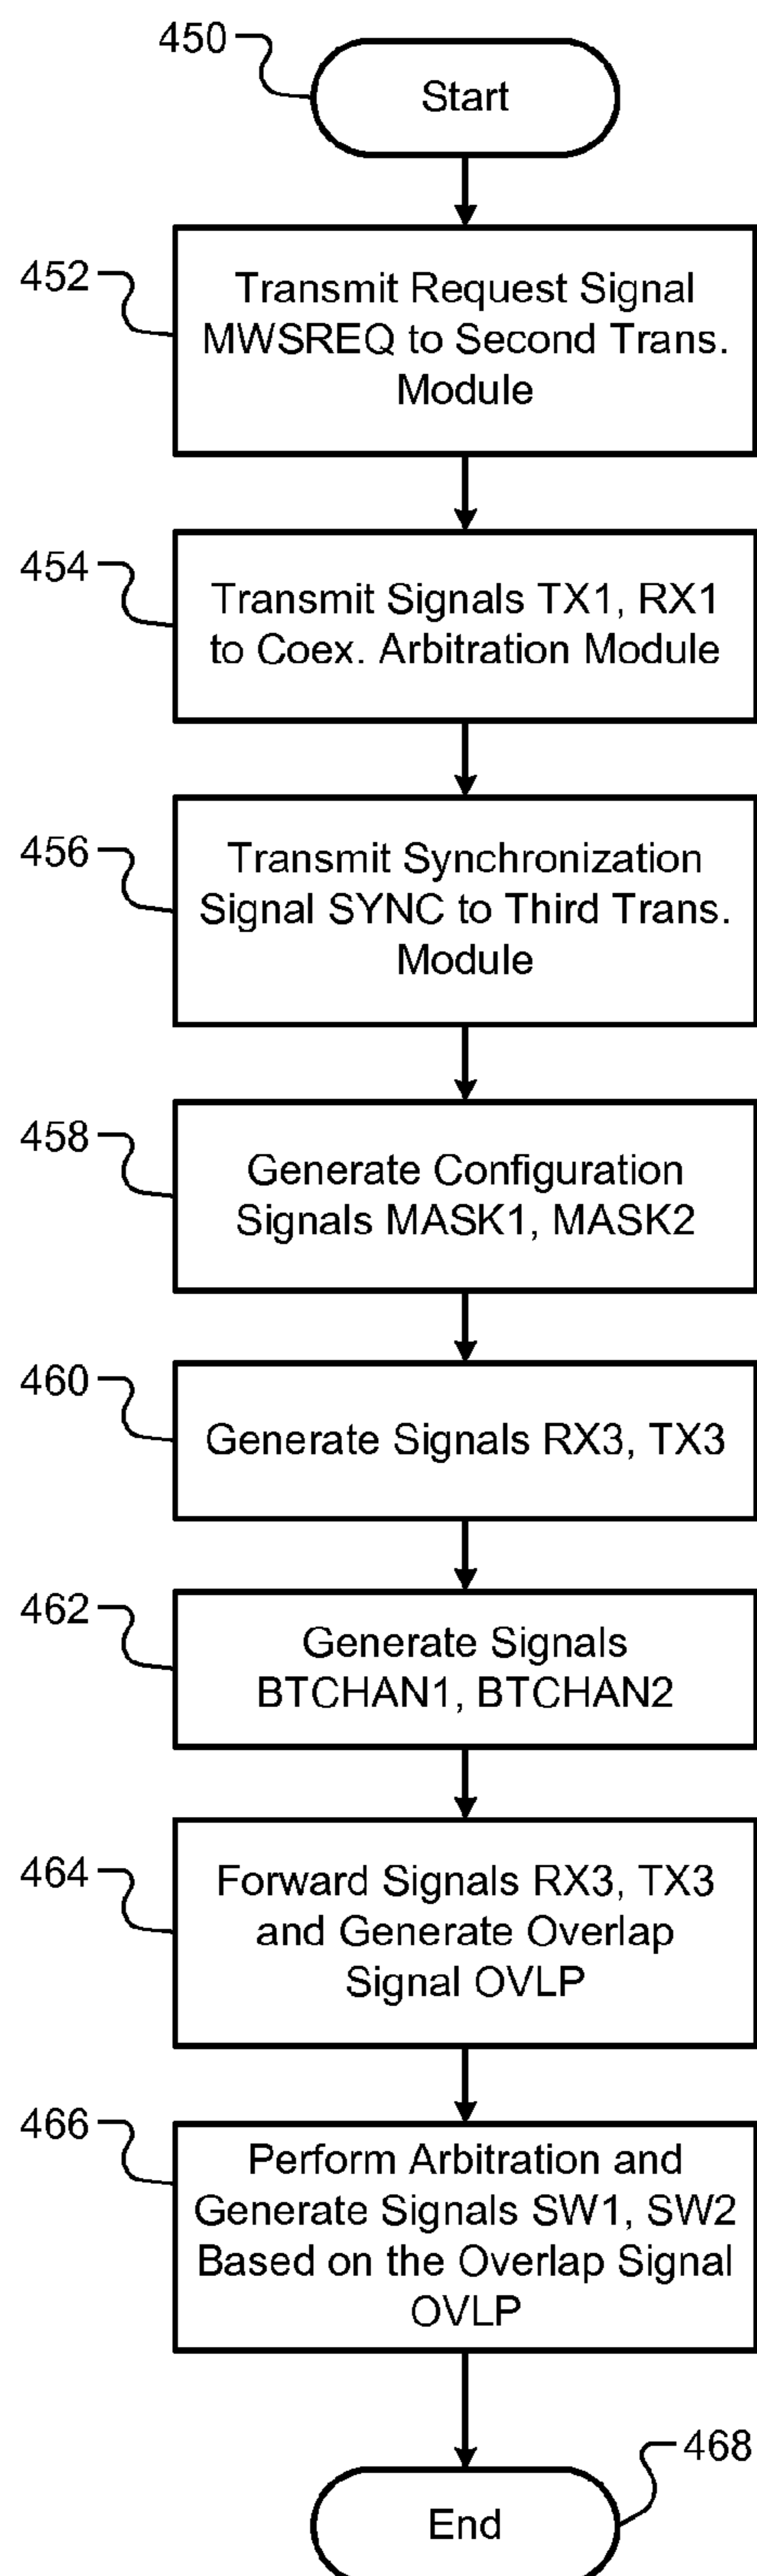 450
Start
452
Transmit Request Signal
MWSREQ to Second Trans.
Module
454
Transmit Signals TX1, RX1
to Coex. Arbitration Module
456
Transmit Synchronization
Signal SYNC to Third Trans.
Module
458
Generate Configuration
Signals MASK1, MASK2
460
Generate Signals RX3, TX3
462
Generate Signals
BTCHAN1, BTCHAN2
464
Forward Signals RX3, TX3
and Generate Overlap
Signal OVLP
466
Perform Arbitration and
Generate Signals SW1, SW2
Based on the Overlap Signal
OVLP
468
End